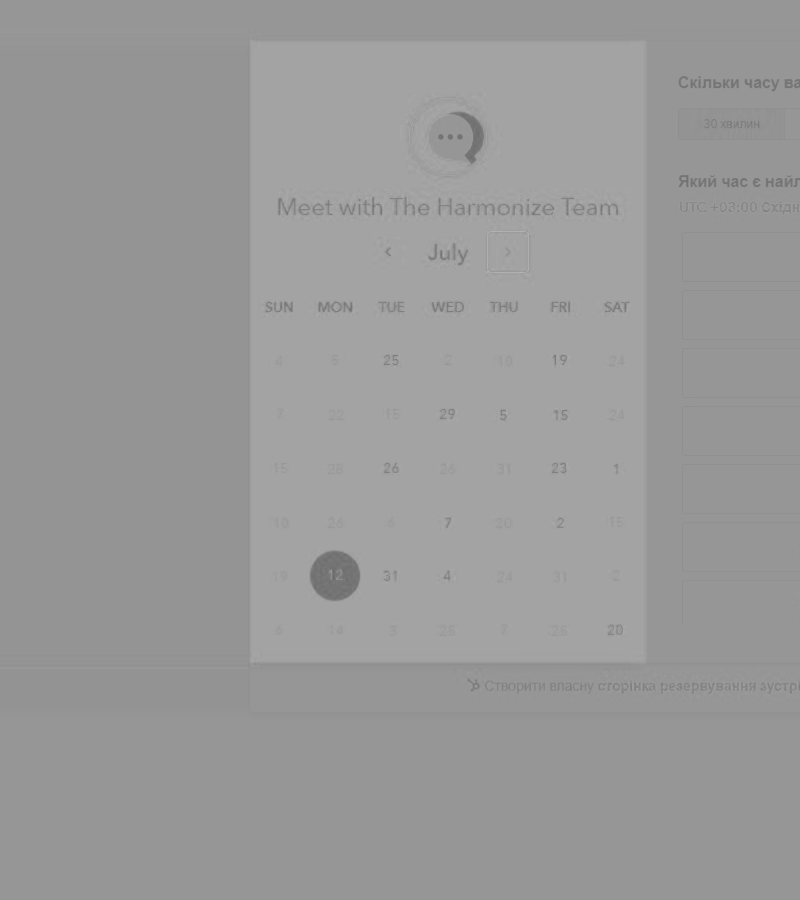 Скільки часу ва
30 хвилин
Meet with The Harmonize Team
Який час є найл
UTC +03:00 Східн
July
SUN MON TUE WED THU FRI SAT
4 5 25 2 10 19 24
7 22 15 29 5 15 24
15 28 26 26 31 23 1
10 26 6 7 20 2 15
19 12 31 4 24 31 2
6 14 3 26 7 25 20
Створити власну сторінка резервування зустрі